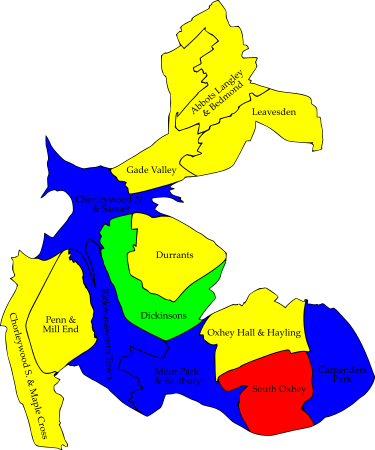 Abbots Langley
& Bedmond
Leavesden
Gade Valley
Chorleywood N.
& Sarratt
Durrants
Dickinsons
Penn &
Mill End
Chorleywood S. & Maple Cross
Rickmansworth Town
Moor Park
& Eastbury
Oxhey Hall & Hayling
South Oxhey
Carpenders
Park